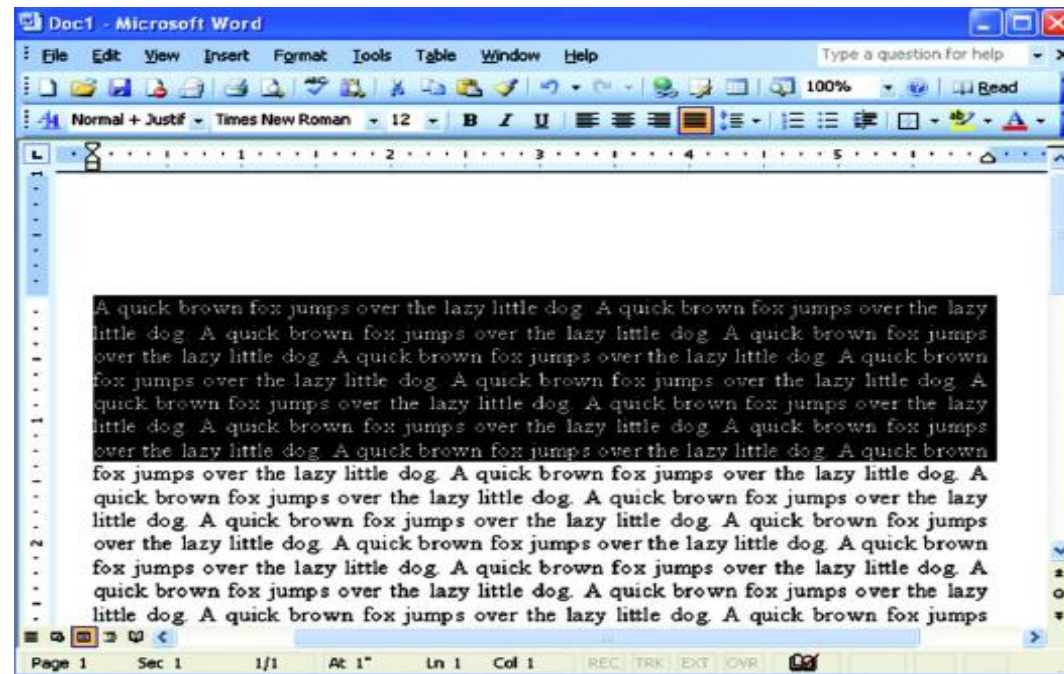 Doc1 - Microsoft Word
File Edit View Insert Format Tools Table Window Help Type a question for help
100% Read
Normal + Justif Times New Roman 12 B I U
1 2 3 4 5
A quick brown fox jumps over the lazy little dog. A quick brown fox jumps over the lazy
little dog. A quick brown fox jumps over the lazy little dog. A quick brown fox jumps
over the lazy little dog. A quick brown fox jumps over the lazy little dog. A quick brown
fox jumps over the lazy little dog. A quick brown fox jumps over the lazy little dog. A
quick brown fox jumps over the lazy little dog. A quick brown fox jumps over the lazy
little dog. A quick brown fox jumps over the lazy little dog. A quick brown fox jumps
over the lazy little dog. A quick brown fox jumps over the lazy little dog. A quick brown
fox jumps over the lazy little dog. A quick brown fox jumps over the lazy little dog. A
quick brown fox jumps over the lazy little dog. A quick brown fox jumps over the lazy
little dog. A quick brown fox jumps over the lazy little dog. A quick brown fox jumps
over the lazy little dog. A quick brown fox jumps over the lazy little dog. A quick brown
fox jumps over the lazy little dog. A quick brown fox jumps over the lazy little dog. A
quick brown fox jumps over the lazy little dog. A quick brown fox jumps over the lazy
little dog. A quick brown fox jumps over the lazy little dog. A quick brown fox jumps
Page 1 Sec 1 1/1 At 1" Ln 1 Col 1 REC TRK EXT OVR